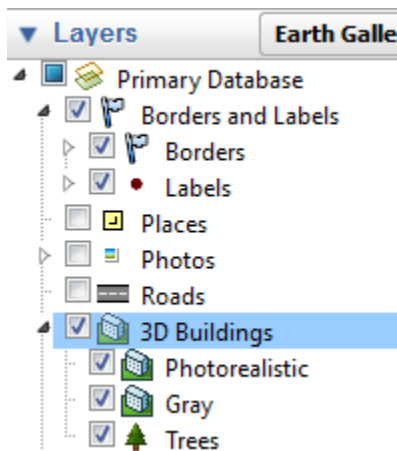 Layers Earth Galle
Primary Database
Borders and Labels
Borders
Labels
Places
Photos
Roads
3D Buildings
Photorealistic
Gray
Trees